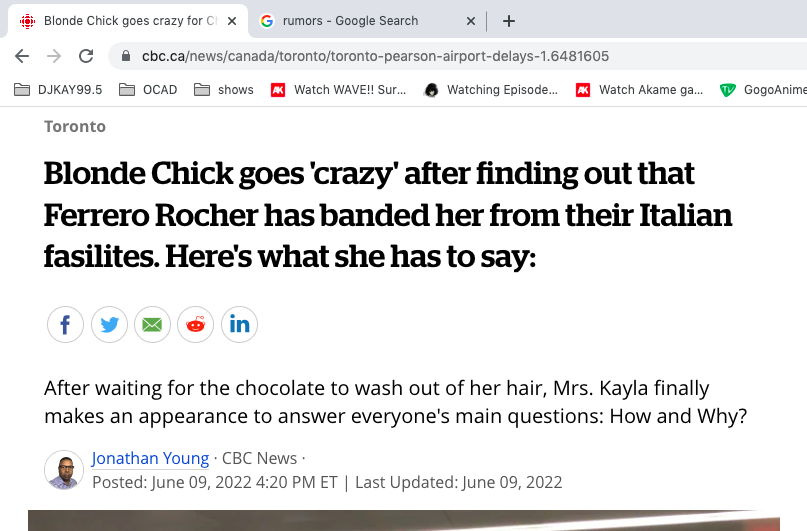 Blonde Chick goes crazy for Ch
rumors - Google Search
cbc.ca/news/canada/toronto/toronto-pearson-airport-delays-1.6481605
DJKAY99.5 OCAD shows Watch WAVE!! Sur... Watching Episode... Watch Akame ga... GogoAnime
Toronto
Blonde Chick goes 'crazy' after finding out that
Ferrero Rocher has banded her from their Italian
fasilites. Here's what she has to say:
After waiting for the chocolate to wash out of her hair, Mrs. Kayla finally
makes an appearance to answer everyone's main questions: How and Why?
Jonathan Young · CBC News ·
Posted: June 09, 2022 4:20 PM ET | Last Updated: June 09, 2022